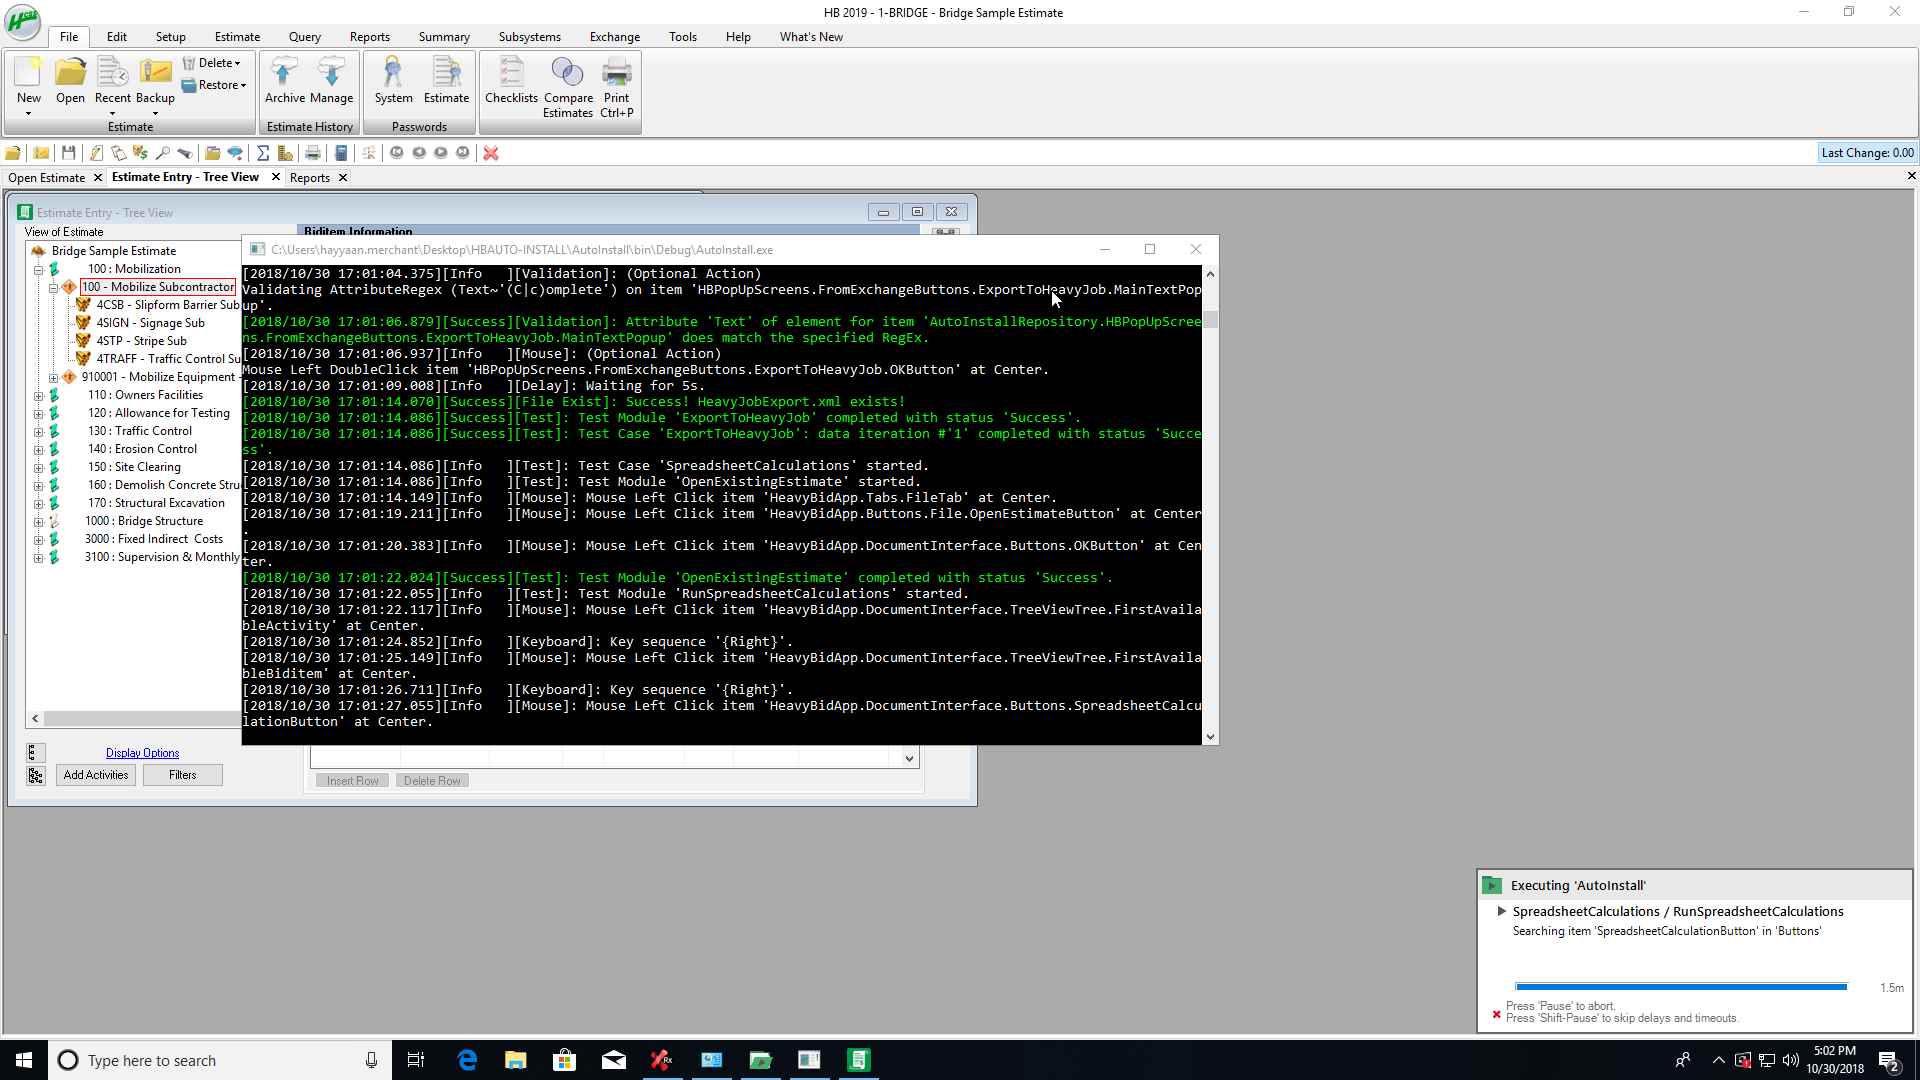 HB 2019 - 1-BRIDGE - Bridge Sample Estimate
File Edit Setup Estimate Query Reports Summary Subsystems Exchange Tools Help What's New
New Open Recent Backup Delete Restore Archive Manage System Estimate Checklists Compare Estimates Print Ctrl+P
Estimate Estimate History Passwords
Last Change: 0.00
Open Estimate Estimate Entry - Tree View Reports
Estimate Entry - Tree View
View of Estimate
Biditem Information
Bridge Sample Estimate
100 : Mobilization
100 - Mobilize Subcontractor
4CSB - Slipform Barrier Sub
4SIGN - Signage Sub
4STP - Stripe Sub
4TRAFF - Traffic Control Su
910001 - Mobilize Equipment -
110 : Owners Facilities
120 : Allowance for Testing
130 : Traffic Control
140 : Erosion Control
150 : Site Clearing
160 : Demolish Concrete Stru
170 : Structural Excavation
1000 : Bridge Structure
3000 : Fixed Indirect Costs
3100 : Supervision & Monthly
Display Options
Add Activities Filters
Insert Row Delete Row
C:\Users\hayyaan.merchant\Desktop\HBAUTO-INSTALL\AutoInstall\bin\Debug\AutoInstall.exe
[2018/10/30 17:01:04.375][Info   ][Validation]: (Optional Action)
Validating AttributeRegex (Text~'(C|c)omplete') on item 'HBPopUpScreens.FromExchangeButtons.ExportToHeavyJob.MainTextPop
up'.
[2018/10/30 17:01:06.879][Success][Validation]: Attribute 'Text' of element for item 'AutoInstallRepository.HBPopUpScree
ns.FromExchangeButtons.ExportToHeavyJob.MainTextPopup' does match the specified RegEx.
[2018/10/30 17:01:06.937][Info   ][Mouse]: (Optional Action)
Mouse Left DoubleClick item 'HBPopUpScreens.FromExchangeButtons.ExportToHeavyJob.OKButton' at Center.
[2018/10/30 17:01:09.008][Info   ][Delay]: Waiting for 5s.
[2018/10/30 17:01:14.070][Success][File Exist]: Success! HeavyJobExport.xml exists!
[2018/10/30 17:01:14.086][Success][Test]: Test Module 'ExportToHeavyJob' completed with status 'Success'.
[2018/10/30 17:01:14.086][Success][Test]: Test Case 'ExportToHeavyJob': data iteration #'1' completed with status 'Succe
ss'.
[2018/10/30 17:01:14.086][Info   ][Test]: Test Case 'SpreadsheetCalculations' started.
[2018/10/30 17:01:14.086][Info   ][Test]: Test Module 'OpenExistingEstimate' started.
[2018/10/30 17:01:14.149][Info   ][Mouse]: Mouse Left Click item 'HeavyBidApp.Tabs.FileTab' at Center.
[2018/10/30 17:01:19.211][Info   ][Mouse]: Mouse Left Click item 'HeavyBidApp.Buttons.File.OpenEstimateButton' at Center
.
[2018/10/30 17:01:20.383][Info   ][Mouse]: Mouse Left Click item 'HeavyBidApp.DocumentInterface.Buttons.OKButton' at Cen
ter.
[2018/10/30 17:01:22.024][Success][Test]: Test Module 'OpenExistingEstimate' completed with status 'Success'.
[2018/10/30 17:01:22.055][Info   ][Test]: Test Module 'RunSpreadsheetCalculations' started.
[2018/10/30 17:01:22.117][Info   ][Mouse]: Mouse Left Click item 'HeavyBidApp.DocumentInterface.TreeViewTree.FirstAvaila
bleActivity' at Center.
[2018/10/30 17:01:24.852][Info   ][Keyboard]: Key sequence '{Right}'.
[2018/10/30 17:01:25.149][Info   ][Mouse]: Mouse Left Click item 'HeavyBidApp.DocumentInterface.TreeViewTree.FirstAvaila
bleBiditem' at Center.
[2018/10/30 17:01:26.711][Info   ][Keyboard]: Key sequence '{Right}'.
[2018/10/30 17:01:27.055][Info   ][Mouse]: Mouse Left Click item 'HeavyBidApp.DocumentInterface.Buttons.SpreadsheetCalcu
lationButton' at Center.
Executing 'AutoInstall'
SpreadsheetCalculations / RunSpreadsheetCalculations
Searching item 'SpreadsheetCalculationButton' in 'Buttons'
1.5m
Press 'Pause' to abort.
Press 'Shift-Pause' to skip delays and timeouts.
Type here to search
5:02 PM
10/30/2018
2